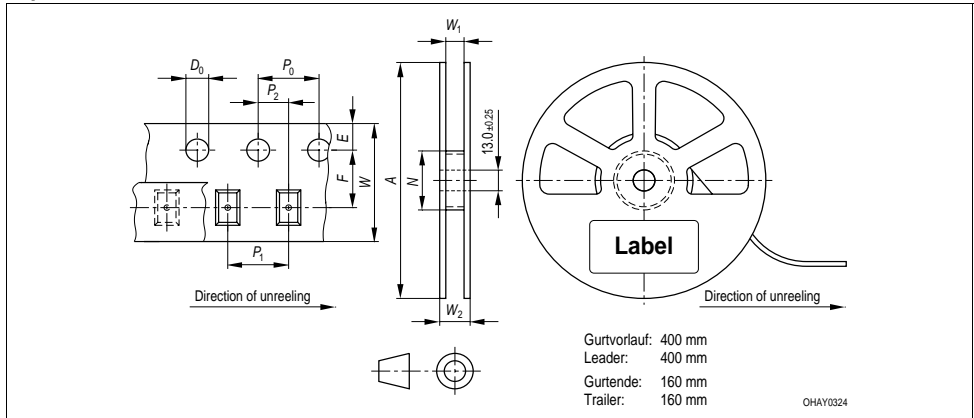 D0
P0
P2
E
F
W
P1
Direction of unreeling
W1
A
N
13.0 ±0.25
W2
Label
Direction of unreeling
Gurtvorlauf: 400 mm
Leader: 400 mm
Gurtende: 160 mm
Trailer: 160 mm
OHAY0324